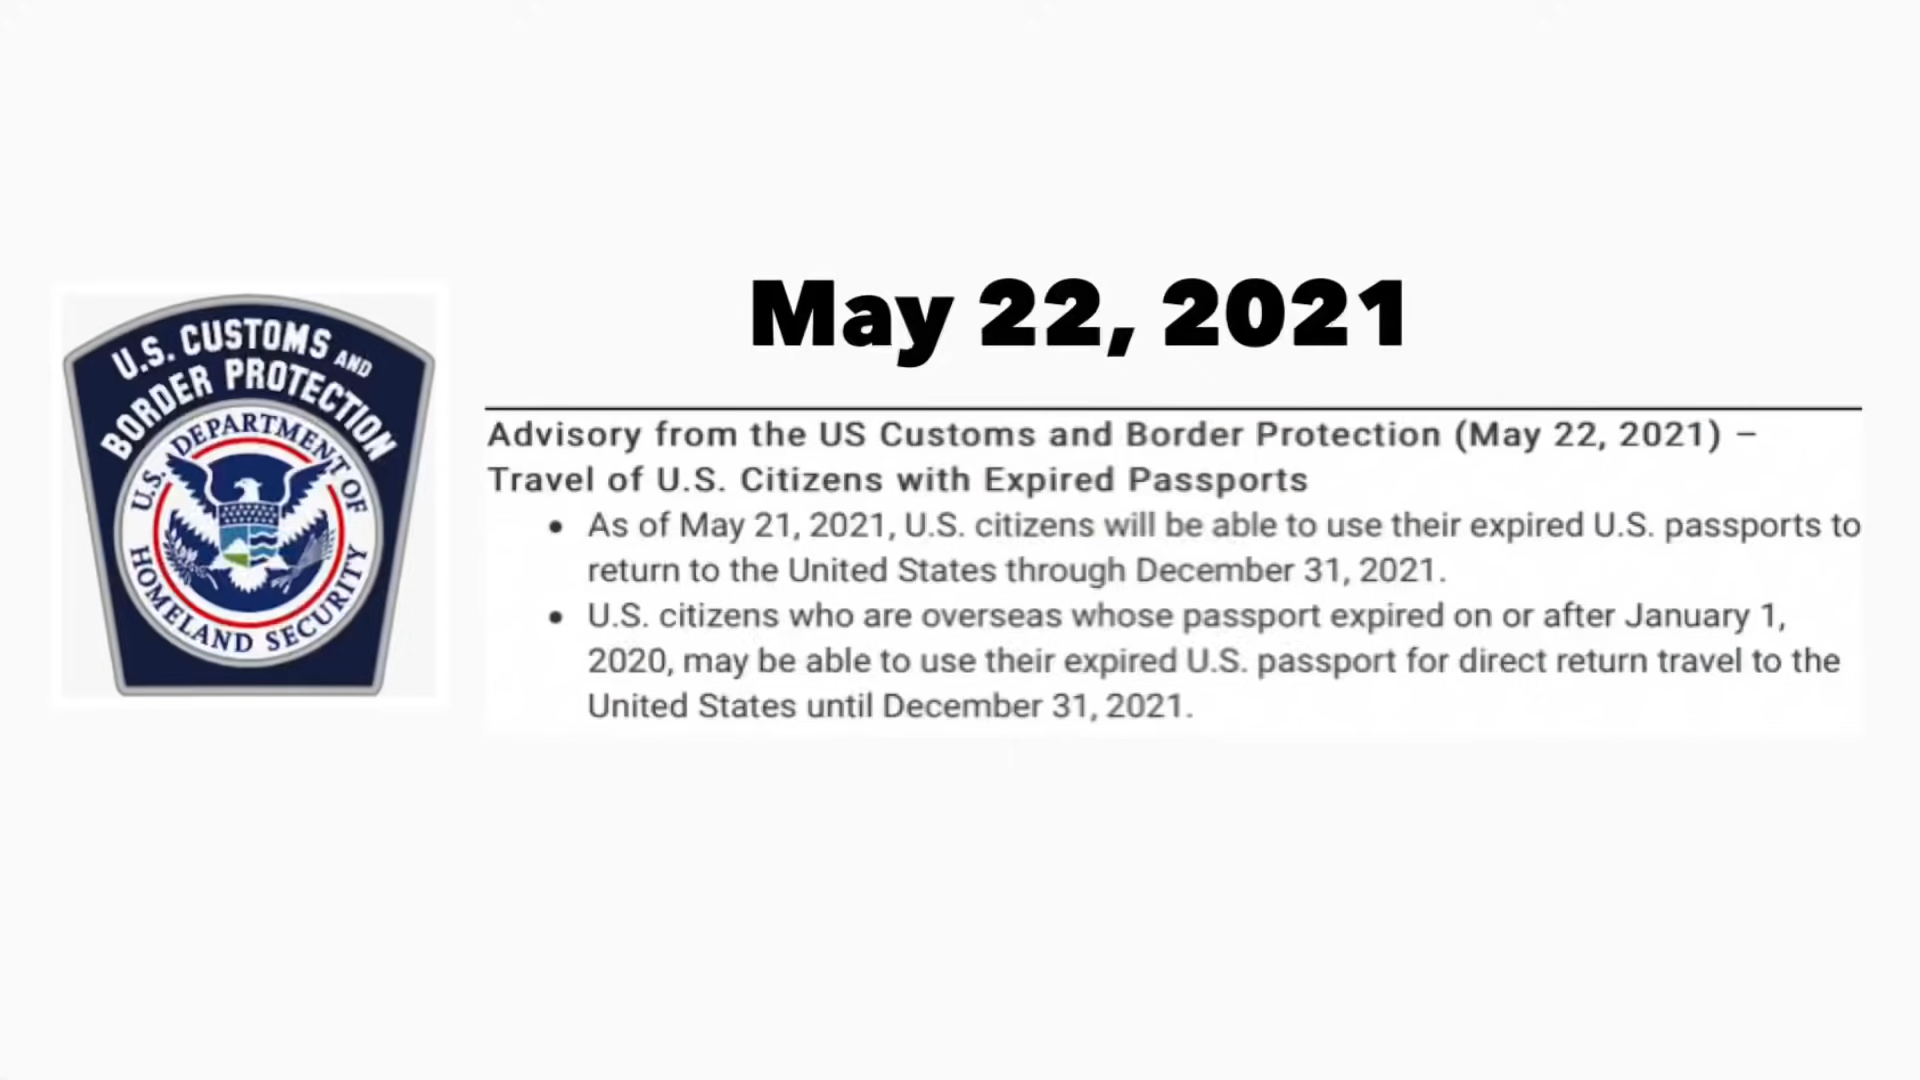 U.S. CUSTOMS AND
BORDER PROTECTION
U.S. DEPARTMENT OF
HOMELAND SECURITY
May 22, 2021
Advisory from the US Customs and Border Protection (May 22, 2021) –
Travel of U.S. Citizens with Expired Passports
• As of May 21, 2021, U.S. citizens will be able to use their expired U.S. passports to
return to the United States through December 31, 2021.
• U.S. citizens who are overseas whose passport expired on or after January 1,
2020, may be able to use their expired U.S. passport for direct return travel to the
United States until December 31, 2021.